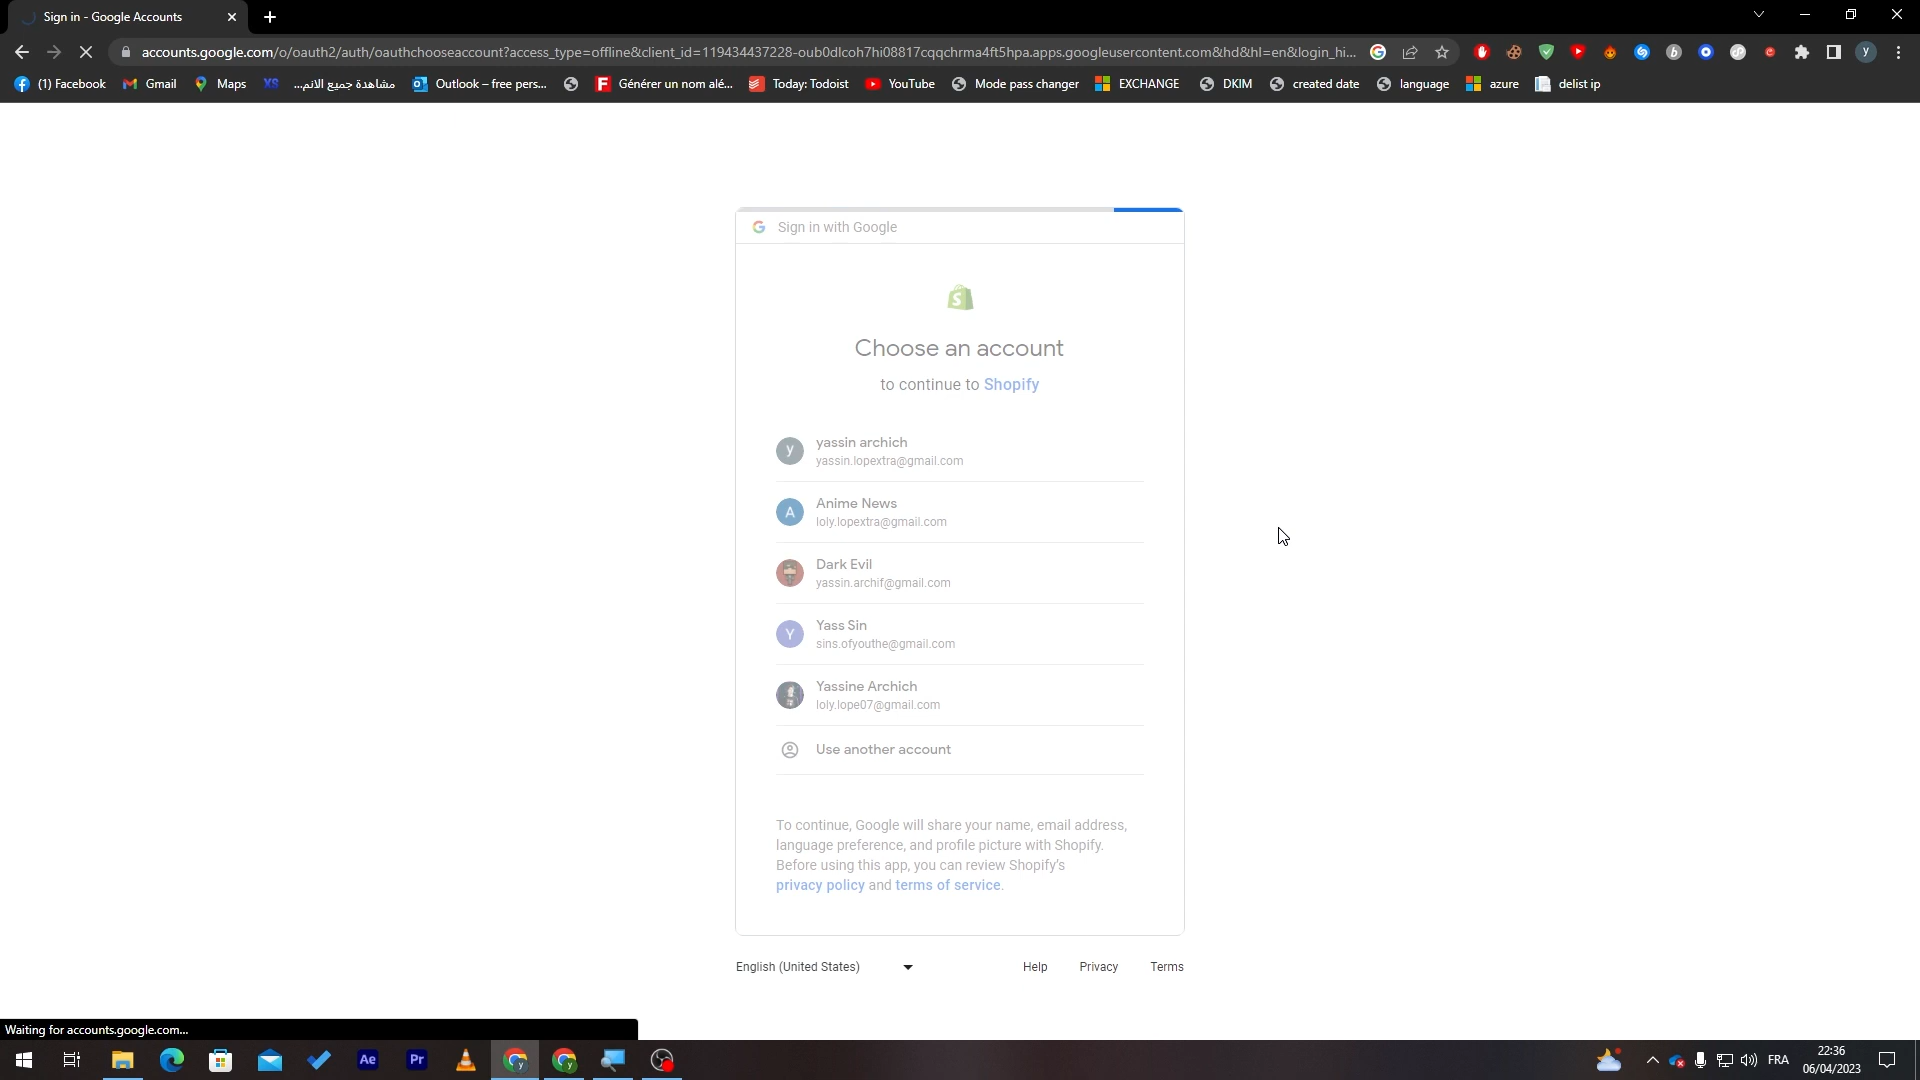 Sign in - Google Accounts
accounts.google.com/o/oauth2/auth/oauthchooseaccount?access_type=offline&client_id=119434437228-oub0dlcoh7hi08817cqqchrma4ft5hpa.apps.googleusercontent.com&hd&hl=en&login_hi...
(1) Facebook Gmail Maps XS مشاهدة جميع الانم... Outlook – free pers... Générer un nom alé... Today: Todoist YouTube Mode pass changer EXCHANGE DKIM created date language azure delist ip
Sign in with Google
Choose an account
to continue to Shopify
y yassin archich
yassin.lopextra@gmail.com
A Anime News
loly.lopextra@gmail.com
Dark Evil
yassin.archif@gmail.com
Y Yass Sin
sins.ofyouthe@gmail.com
Yassine Archich
loly.lope07@gmail.com
Use another account
To continue, Google will share your name, email address,
language preference, and profile picture with Shopify.
Before using this app, you can review Shopify's
privacy policy and terms of service.
English (United States) Help Privacy Terms
Waiting for accounts.google.com...
Ae Pr FRA 22:36
06/04/2023